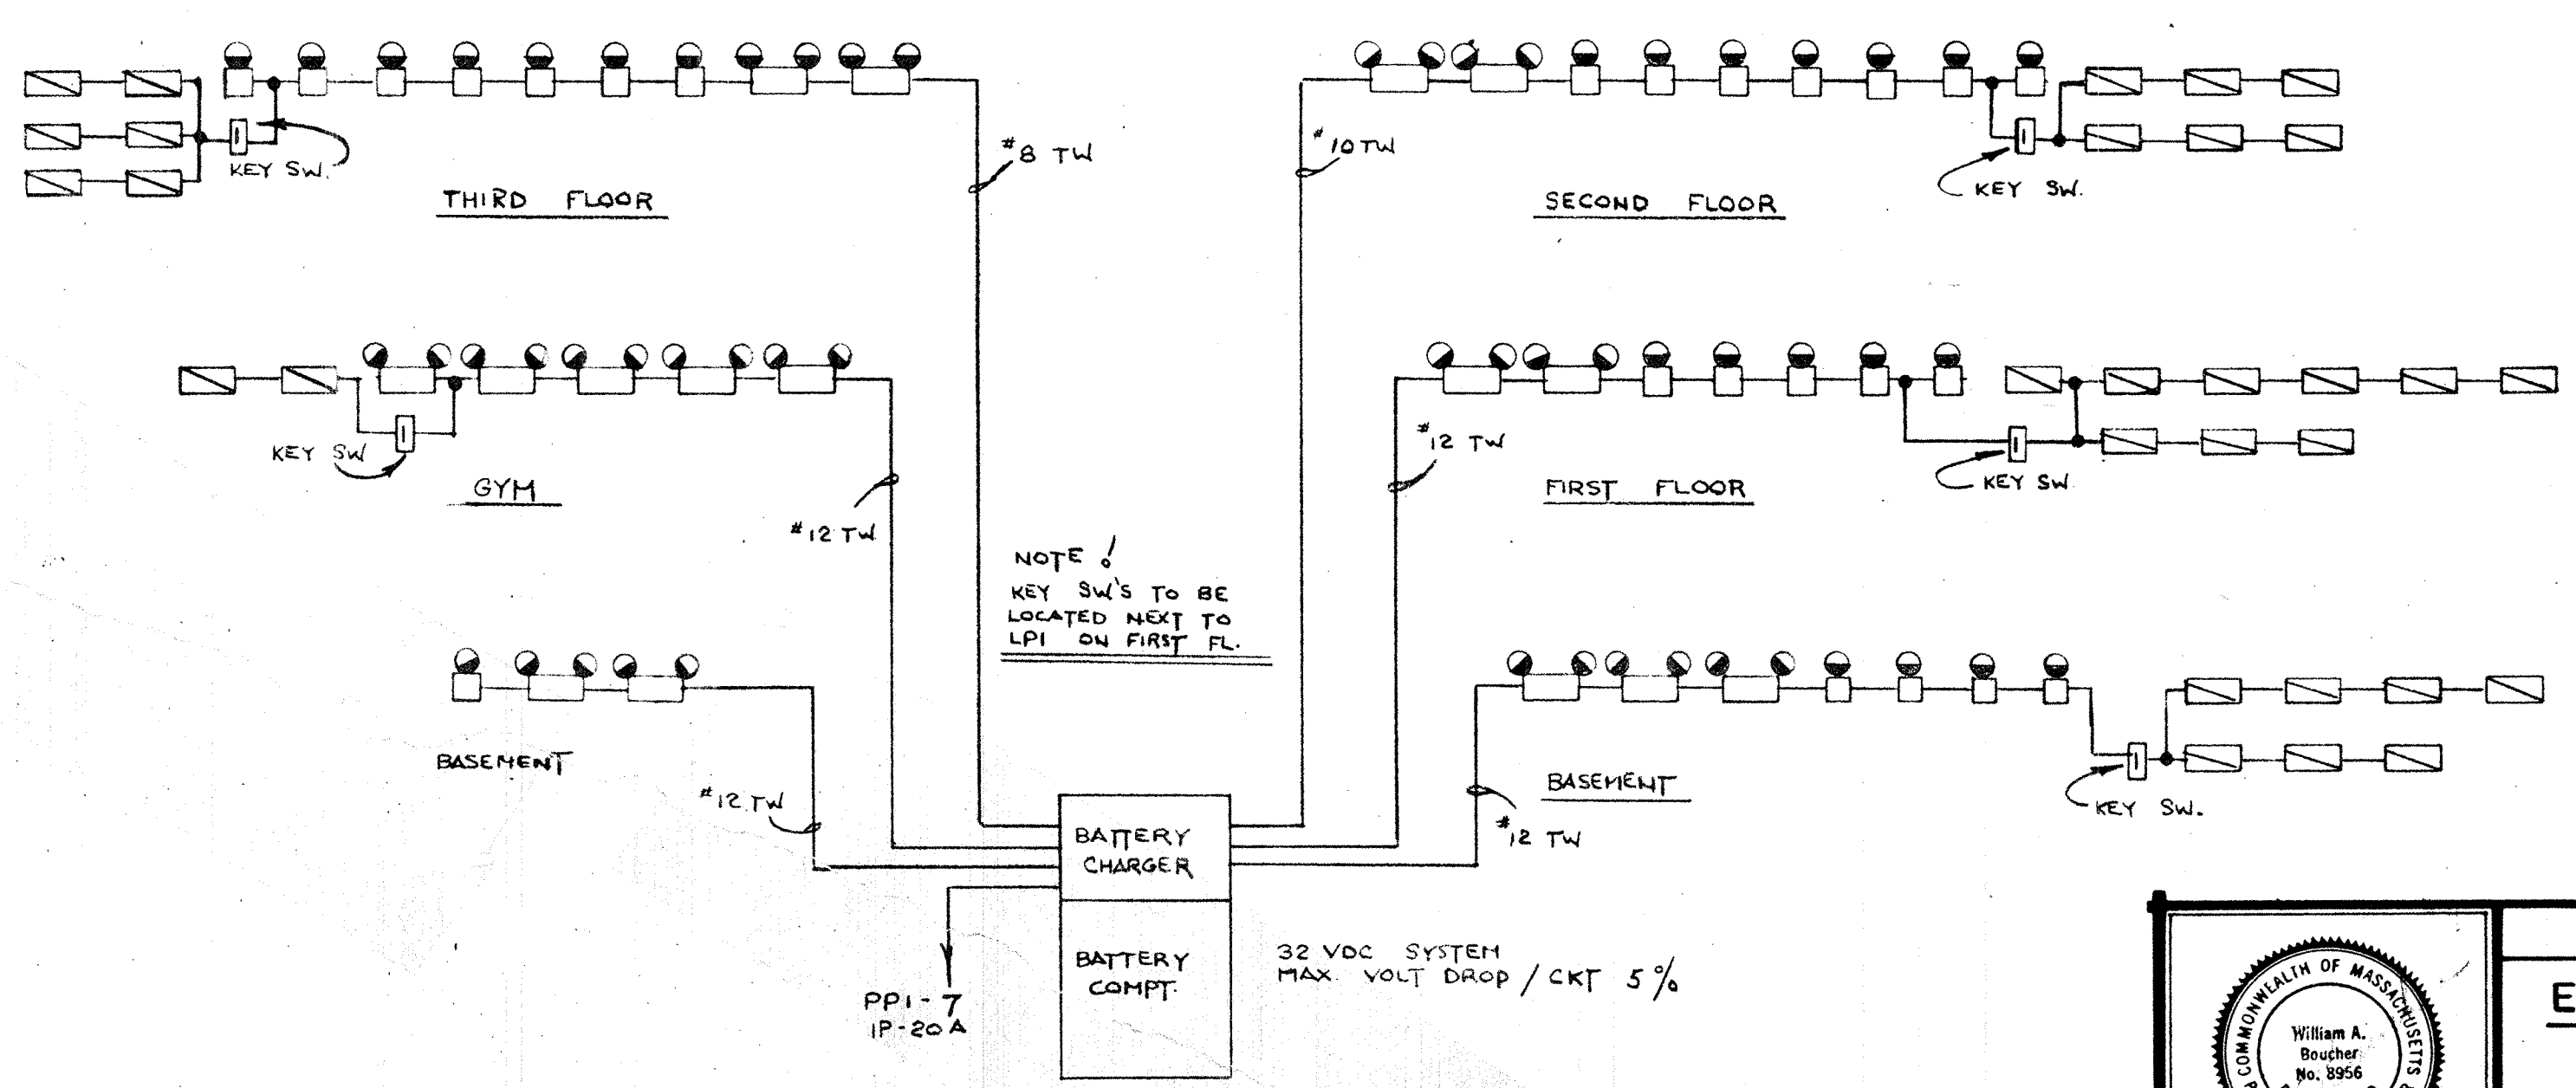 KEY SW.
THIRD FLOOR
#8 TW
#10 TW
SECOND FLOOR
KEY SW.
KEY SW
GYM
#12 TW
#12 TW
FIRST FLOOR
KEY SW
NOTE!
KEY SW'S TO BE
LOCATED NEXT TO
LP1 ON FIRST FL.
BASEMENT
#12 TW
BASEMENT
#12 TW
KEY SW.
BATTERY
CHARGER
BATTERY
COMPT.
PP1-7
1P-20A
32 VDC SYSTEM
MAX. VOLT DROP / CKT 5%
COMMONWEALTH OF MASSACHUSETTS
William A.
Boucher
No. 8956
E